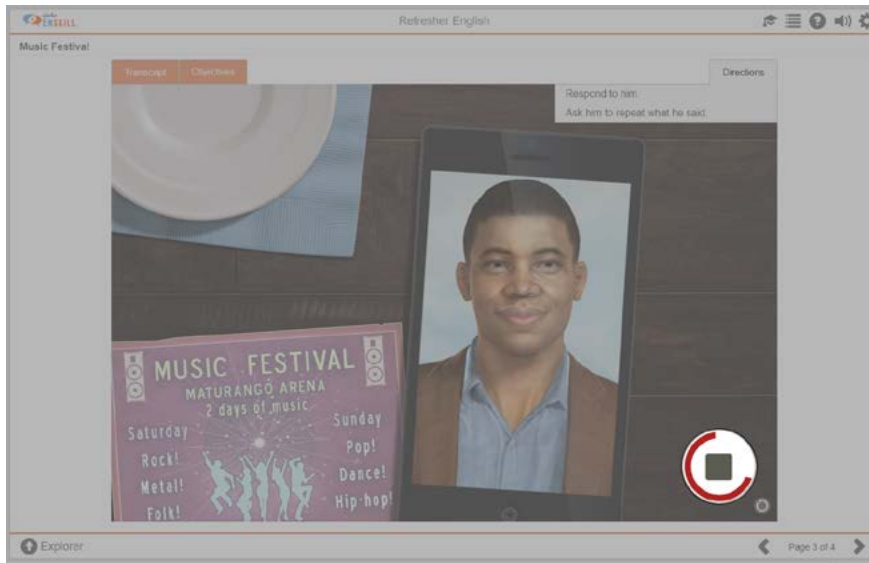 ENSKILL
Refresher English
Music Festival
Transcript
Objectives
Directions
Respond to him.
Ask him to repeat what he said.
MUSIC FESTIVAL
MATURANGO ARENA
2 days of music
Saturday
Rock!
Metal!
Folk!
Sunday
Pop!
Dance!
Hip-hop!
Explorer
Page 3 of 4